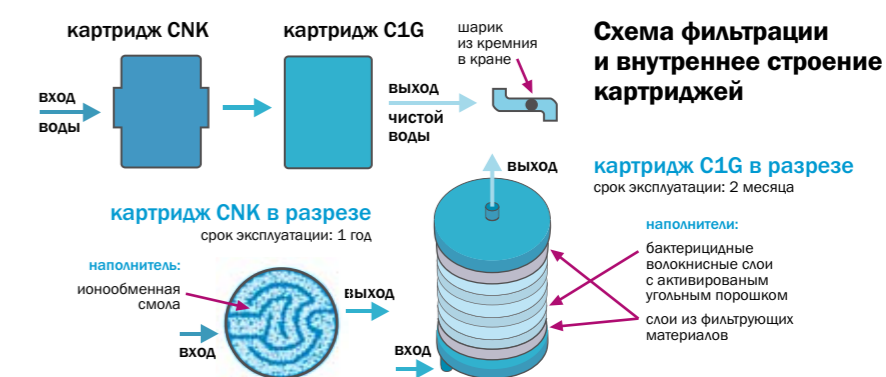 картридж CNK
картридж C1G
шарик
из кремния
в кране
Схема фильтрации
и внутреннее строение
картриджей
вход
воды
выход
чистой
воды
картридж CNK в разрезе
срок эксплуатации: 1 год
наполнитель:
ионообменная
смола
вход
выход
выход
вход
картридж C1G в разрезе
срок эксплуатации: 2 месяца
наполнители:
бактерицидные
волокнисные слои
с активированым
угольным порошком
слои из фильтрующих
материалов